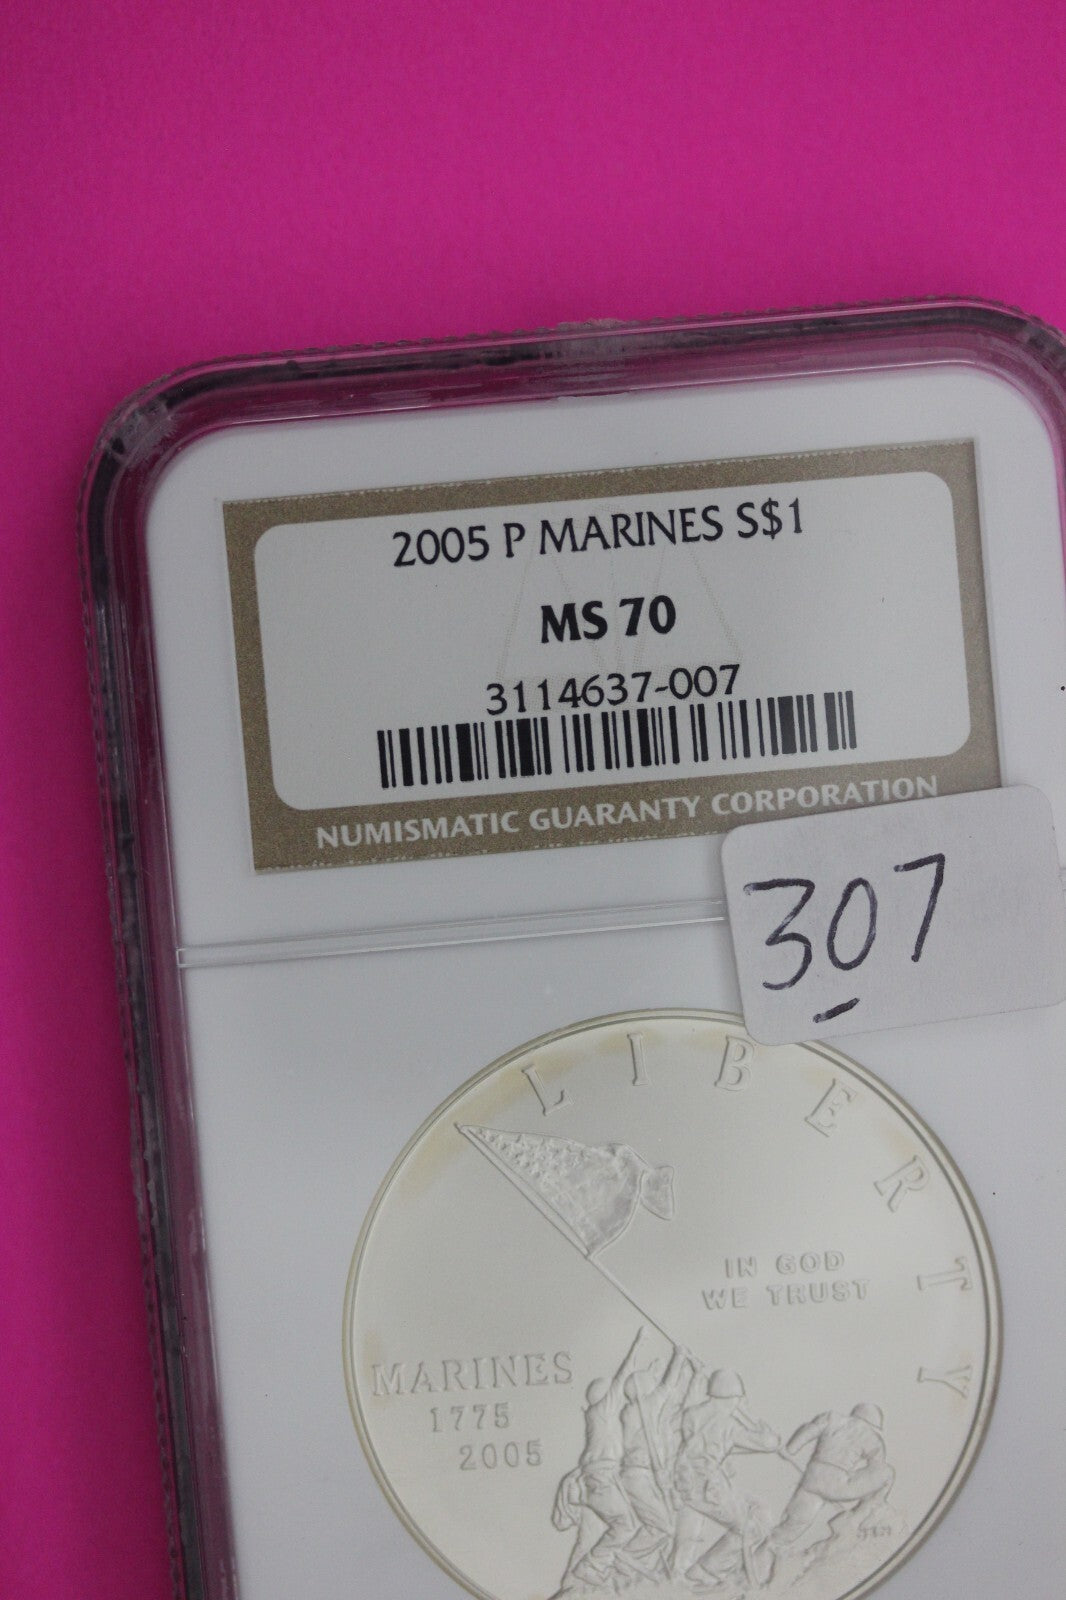 2005 P MARINES S$1
MS 70
3114637-007
NUMISMATIC GUARANTY CORPORATION
307
LIBERTY
IN GOD
WE TRUST
MARINES
1775
2005